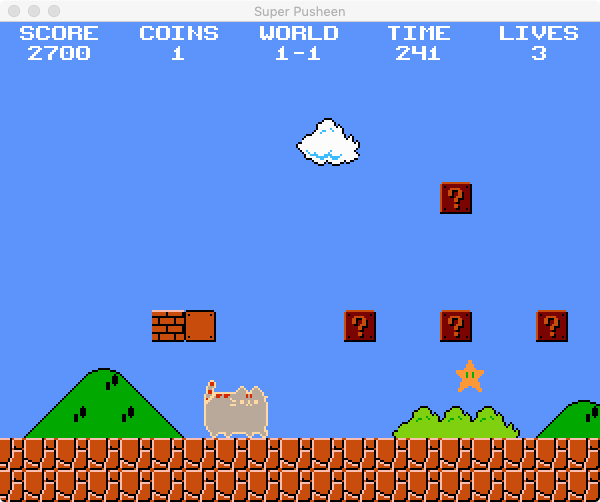 Super Pusheen
SCORE COINS WORLD TIME LIVES
2700 1 1-1 241 3
?
? ? ?